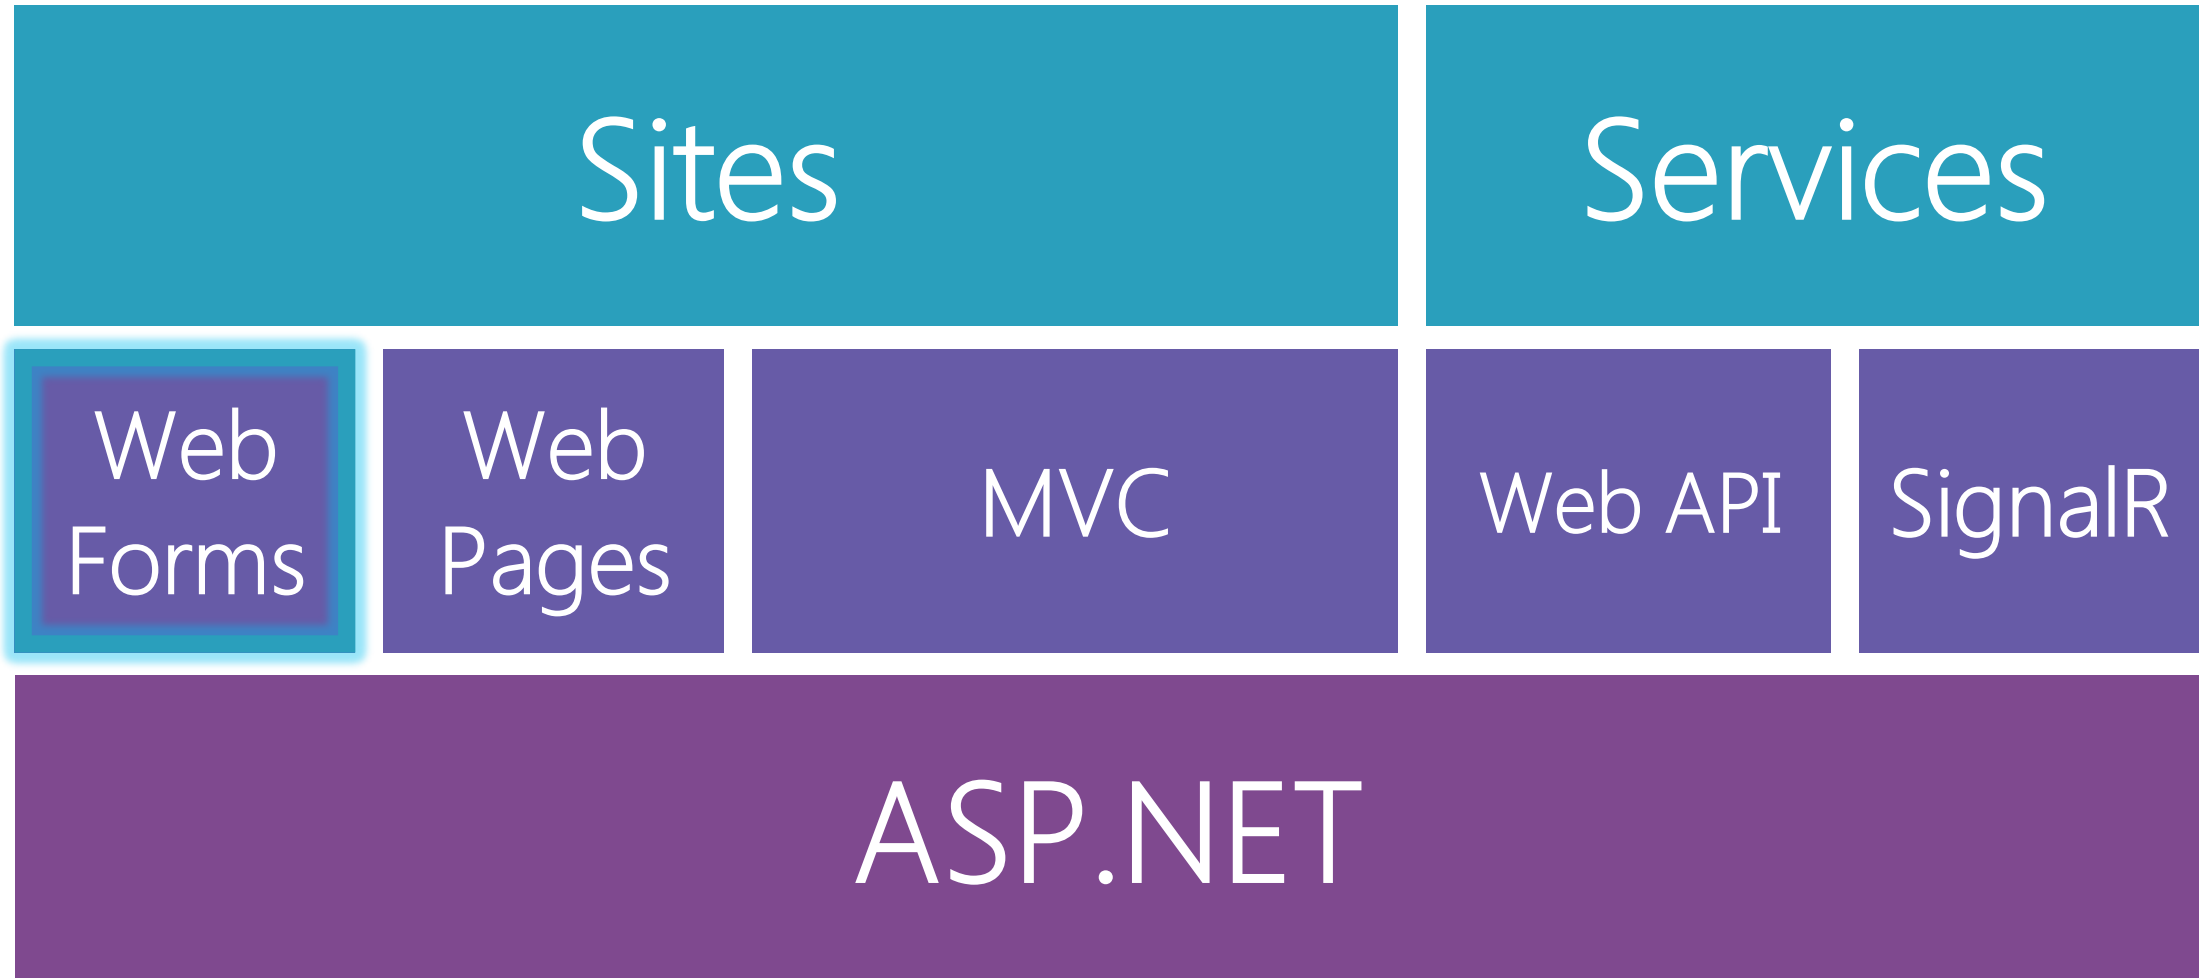 Sites
Services
Web
Forms
Web
Pages
MVC
Web API
SignalR
ASP.NET